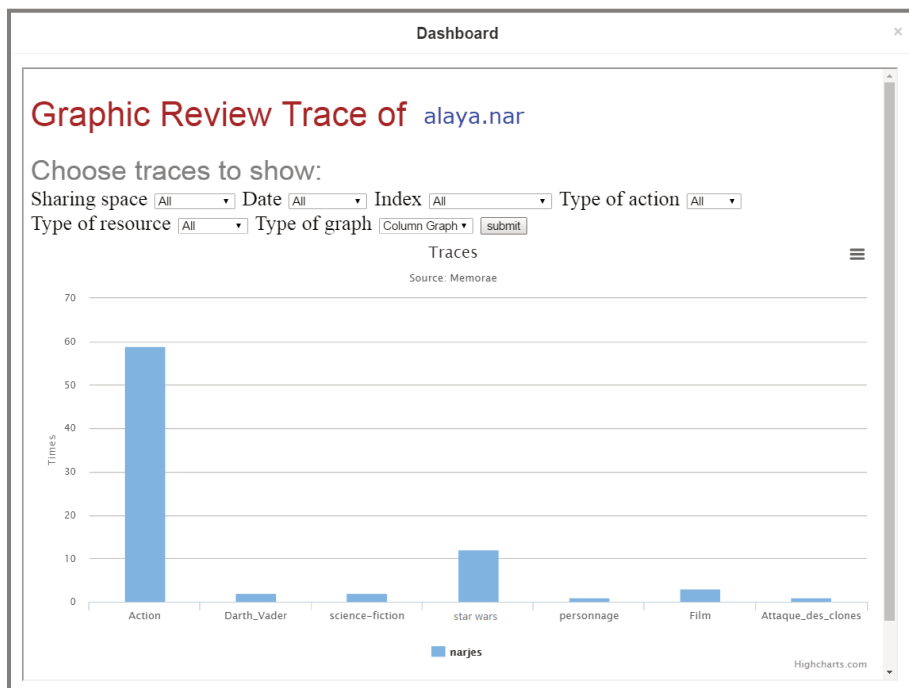 Dashboard ×
Graphic Review Trace of alaya.nar
Choose traces to show:
Sharing space All Date All Index All Type of action All
Type of resource All Type of graph Column Graph submit
Traces
Source: Memorae
70
60
50
40
30
20
10
0
Times
Action Darth_Vader science-fiction star wars personnage Film Attaque_des_clones
narjes
Highcharts.com